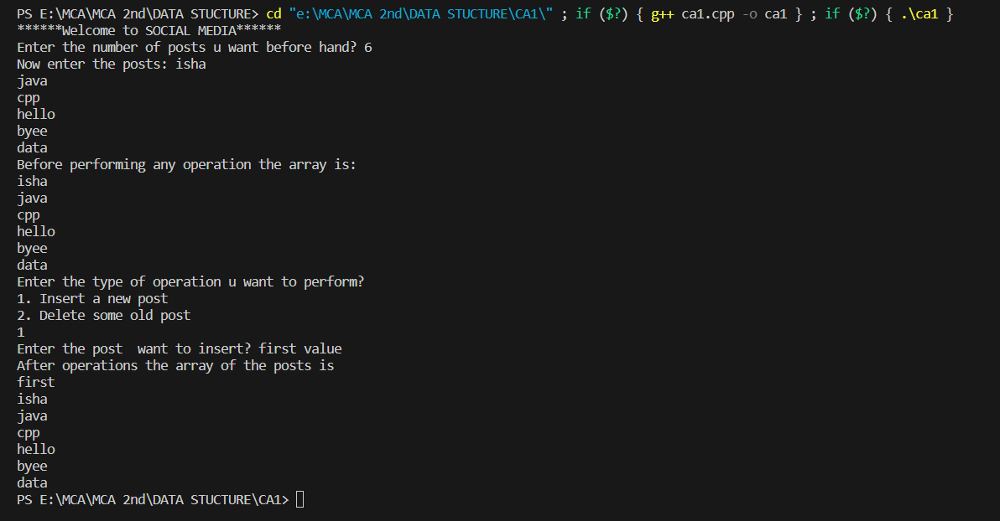 PS E:\MCA\MCA 2nd\DATA STUCTURE> cd "e:\MCA\MCA 2nd\DATA STUCTURE\CA1\" ; if ($?) { g++ ca1.cpp -o ca1 } ; if ($?) { .\ca1 }
******Welcome to SOCIAL MEDIA******
Enter the number of posts u want before hand? 6
Now enter the posts: isha
java
cpp
hello
byee
data
Before performing any operation the array is:
isha
java
cpp
hello
byee
data
Enter the type of operation u want to perform?
1. Insert a new post
2. Delete some old post
1
Enter the post  want to insert? first value
After operations the array of the posts is
first
isha
java
cpp
hello
byee
data
PS E:\MCA\MCA 2nd\DATA STUCTURE\CA1>